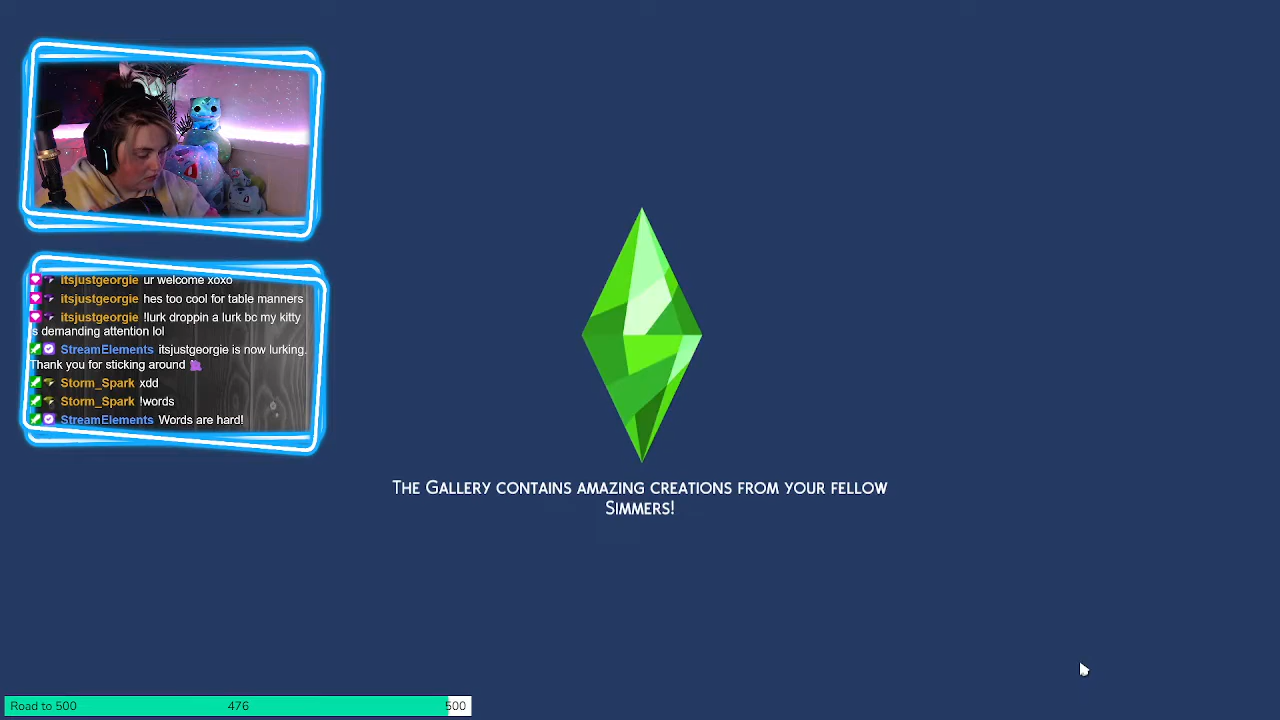 itsjustgeorgie ur welcome xoxo
itsjustgeorgie hes too cool for table manners
itsjustgeorgie !lurk droppin a lurk bc my kitty
s demanding attention lol
StreamElements itsjustgeorgie is now lurking.
Thank you for sticking around
Storm_Spark xdd
Storm_Spark !words
StreamElements Words are hard!
The Gallery contains amazing creations from your fellow
Simmers!
Road to 500 476 500